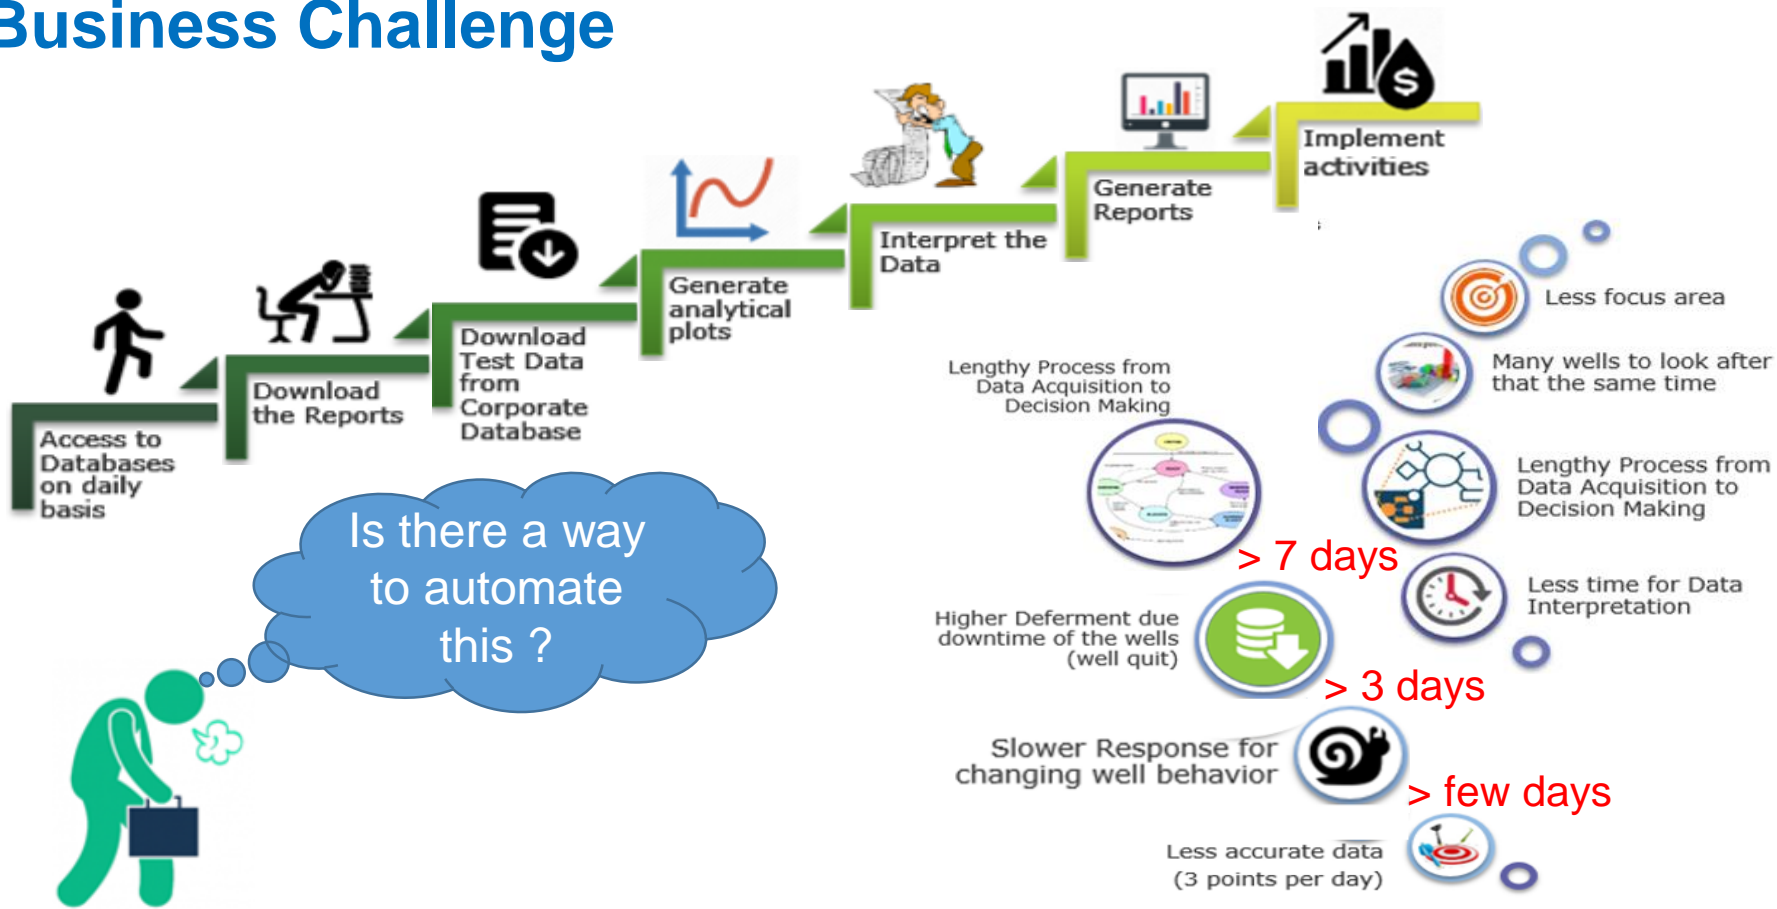 Business Challenge
Access to
Databases
on daily
basis
Download
the Reports
Download
Test Data
from
Corporate
Database
Generate
analytical
plots
Interpret the
Data
Generate
Reports
Implement
activities
Is there a way
to automate
this ?
Lengthy Process from
Data Acquisition to
Decision Making
> 7 days
Higher Deferment due
downtime of the wells
(well quit)
> 3 days
Slower Response for
changing well behavior
> few days
Less accurate data
(3 points per day)
Less focus area
Many wells to look after
that the same time
Lengthy Process from
Data Acquisition to
Decision Making
Less time for Data
Interpretation
$